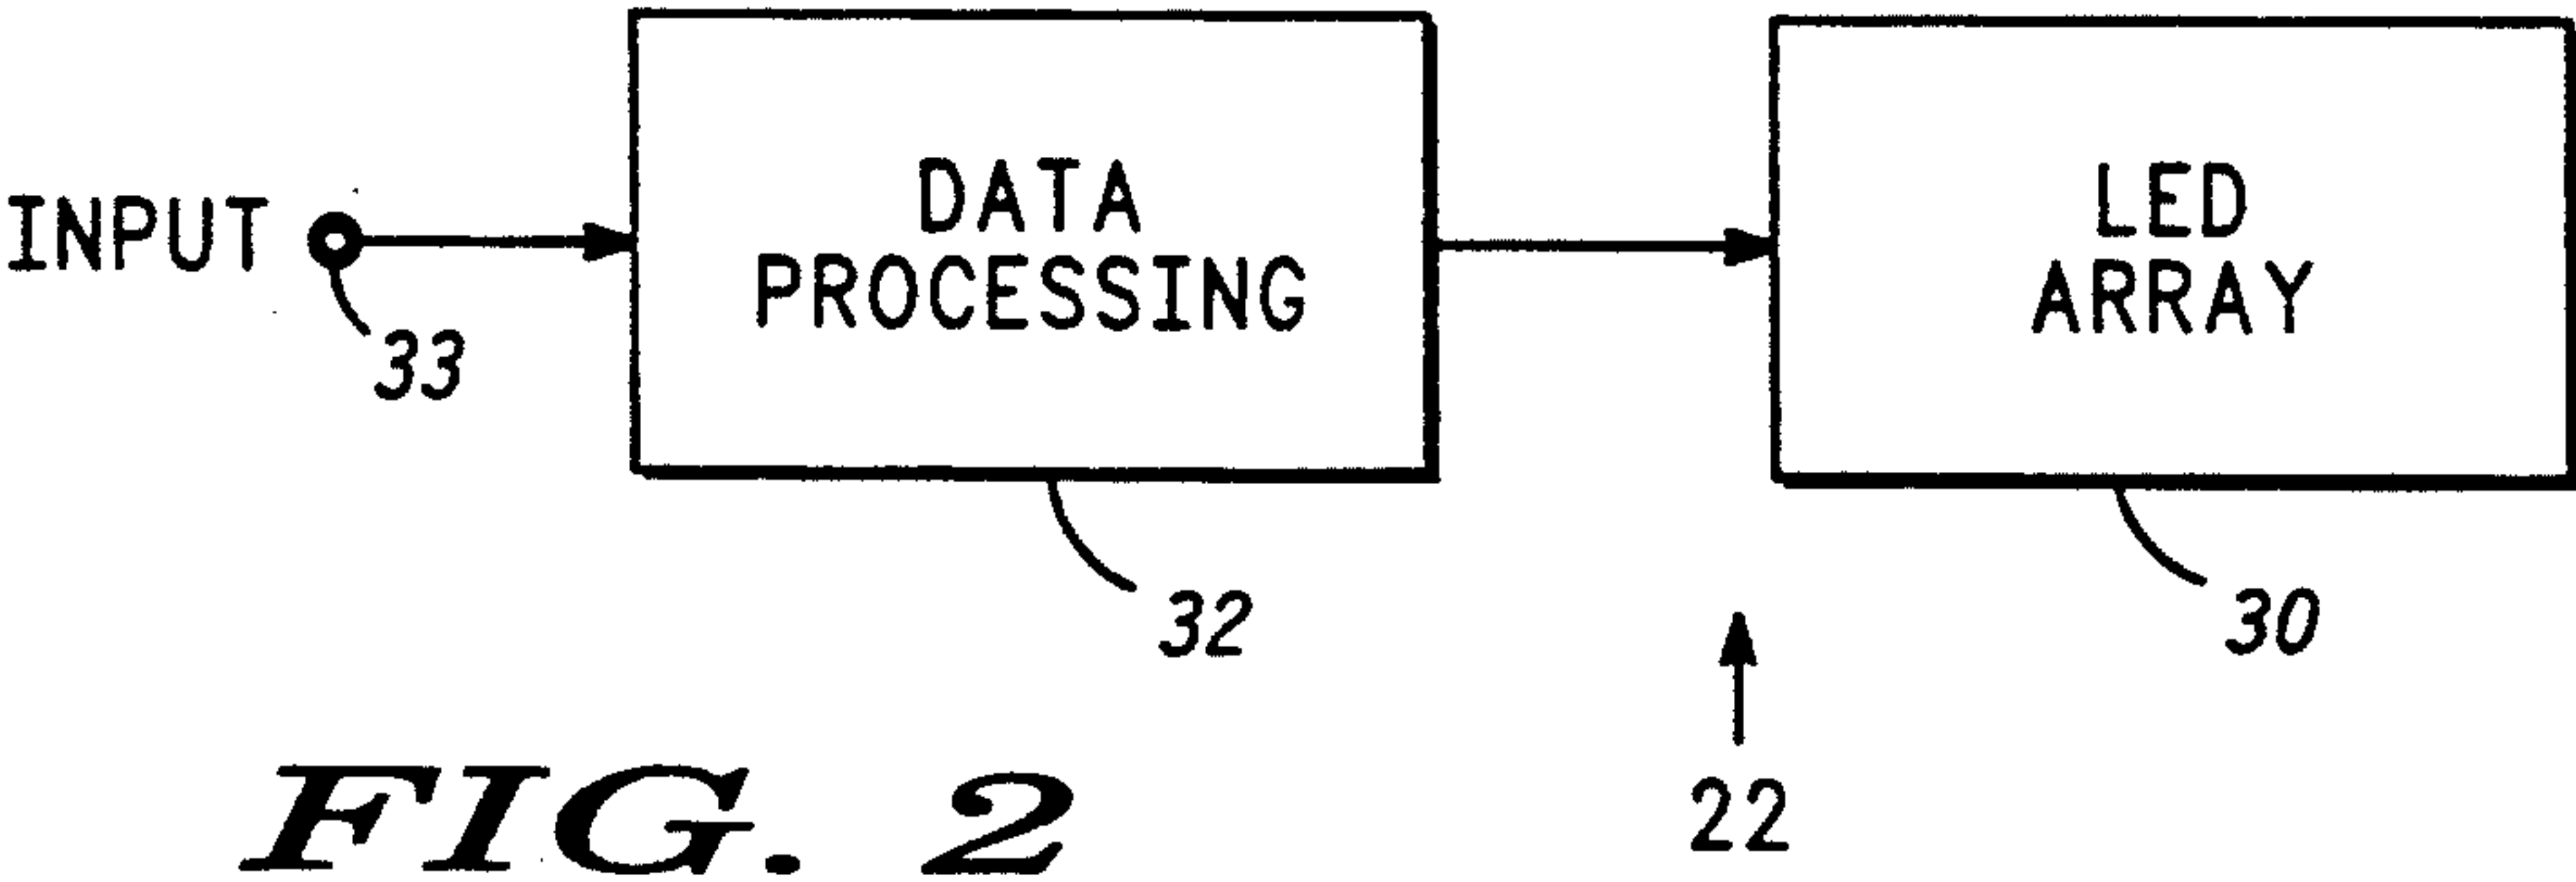 INPUT
33
DATA
PROCESSING
32
LED
ARRAY
30
22
FIG. 2